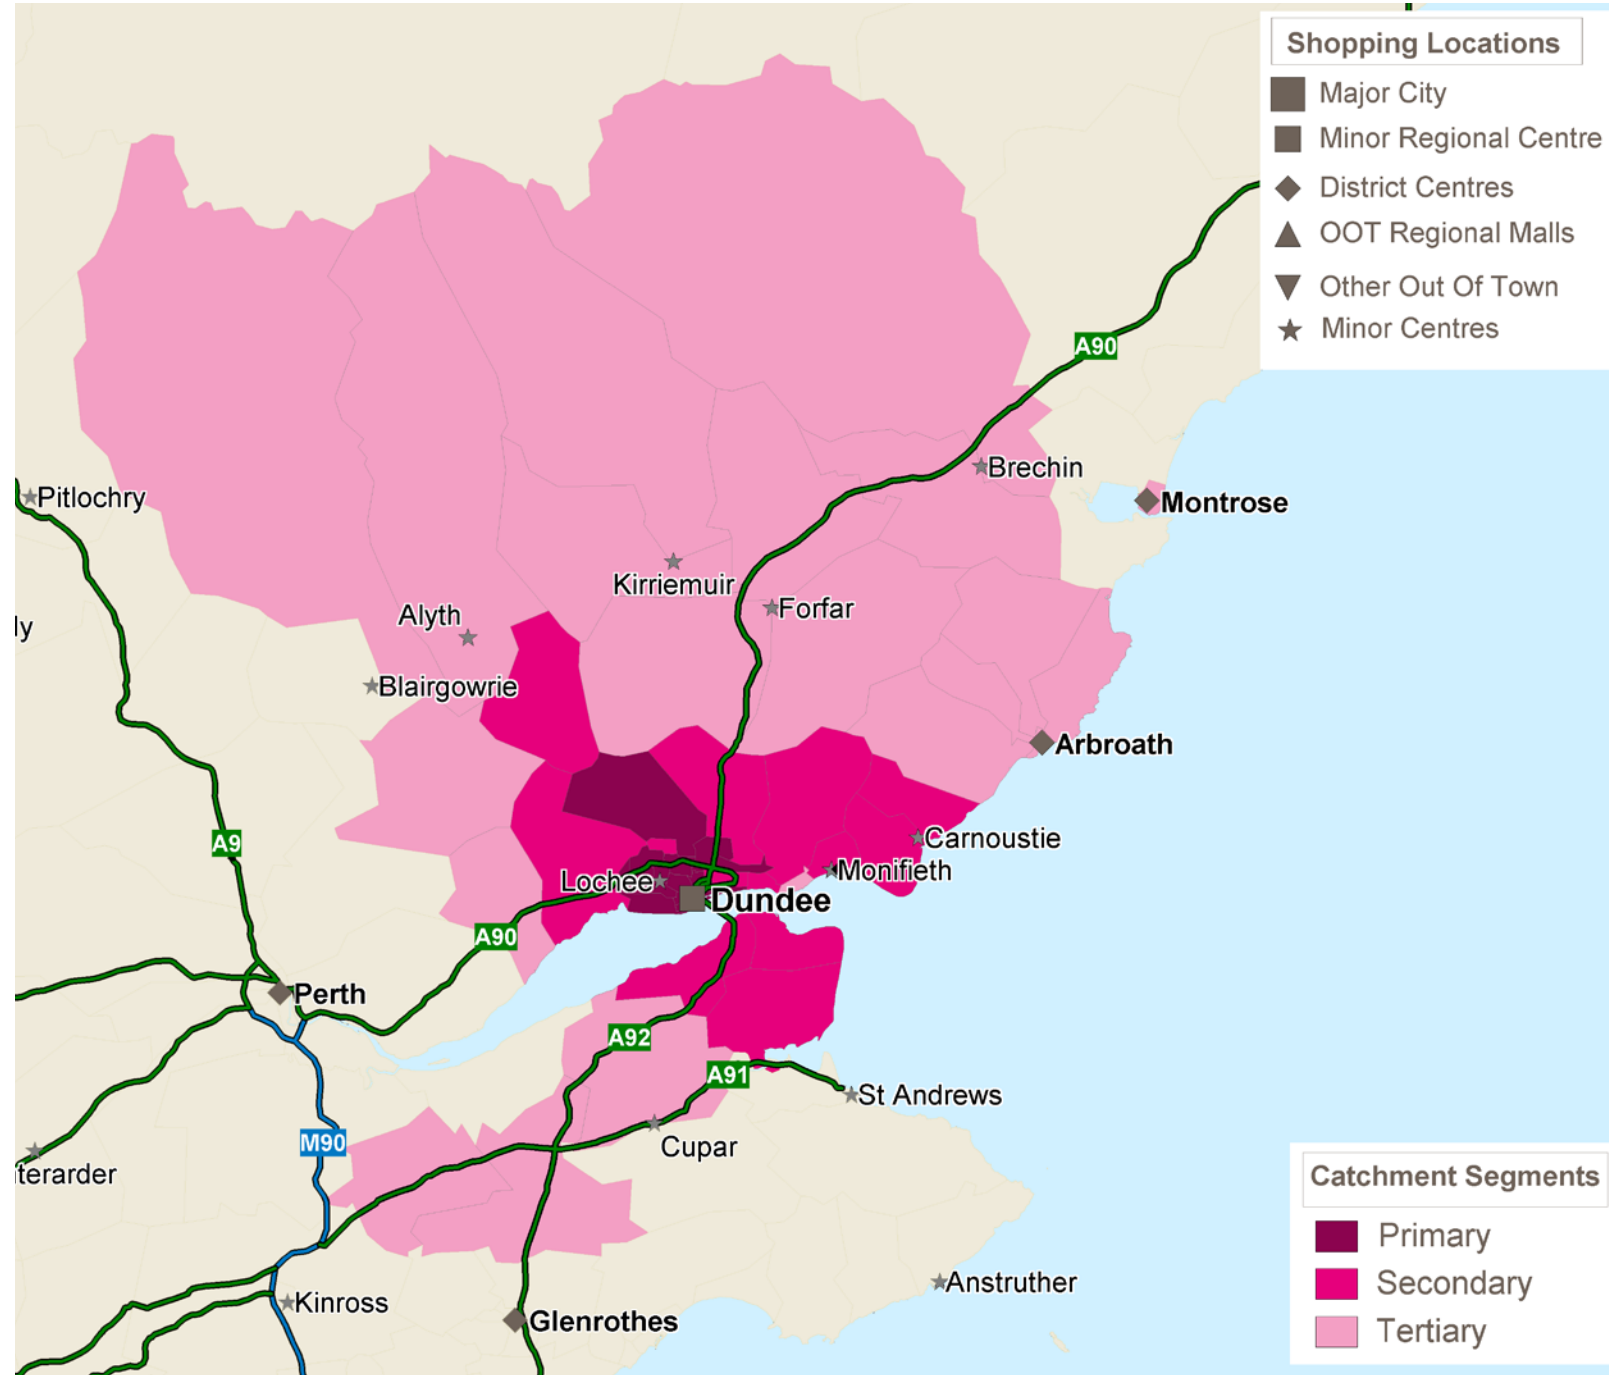 Shopping Locations
Major City
Minor Regional Centre
District Centres
OOT Regional Malls
Other Out Of Town
Minor Centres
A90
Brechin
Pitlochry
Montrose
Kirriemuir
Forfar
Alyth
ly
Blairgowrie
Arbroath
A9
Carnoustie
Monifieth
Lochee
Dundee
A90
Perth
A92
A91
St Andrews
M90
Cupar
terarder
Anstruther
Kinross
Glenrothes
Catchment Segments
Primary
Secondary
Tertiary